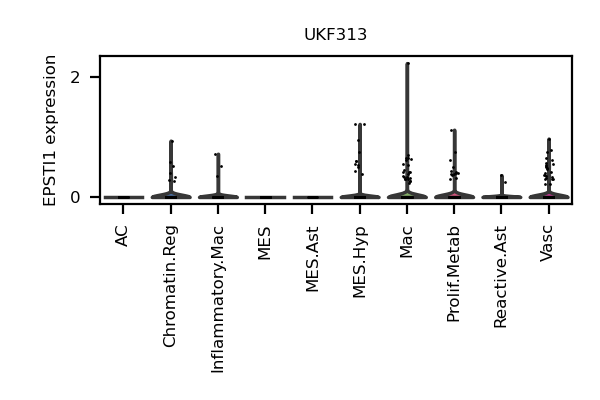 UKF313
EPSTI1 expression
2
0
AC
Chromatin.Reg
Inflammatory.Mac
MES
MES.Ast
MES.Hyp
Mac
Prolif.Metab
Reactive.Ast
Vasc